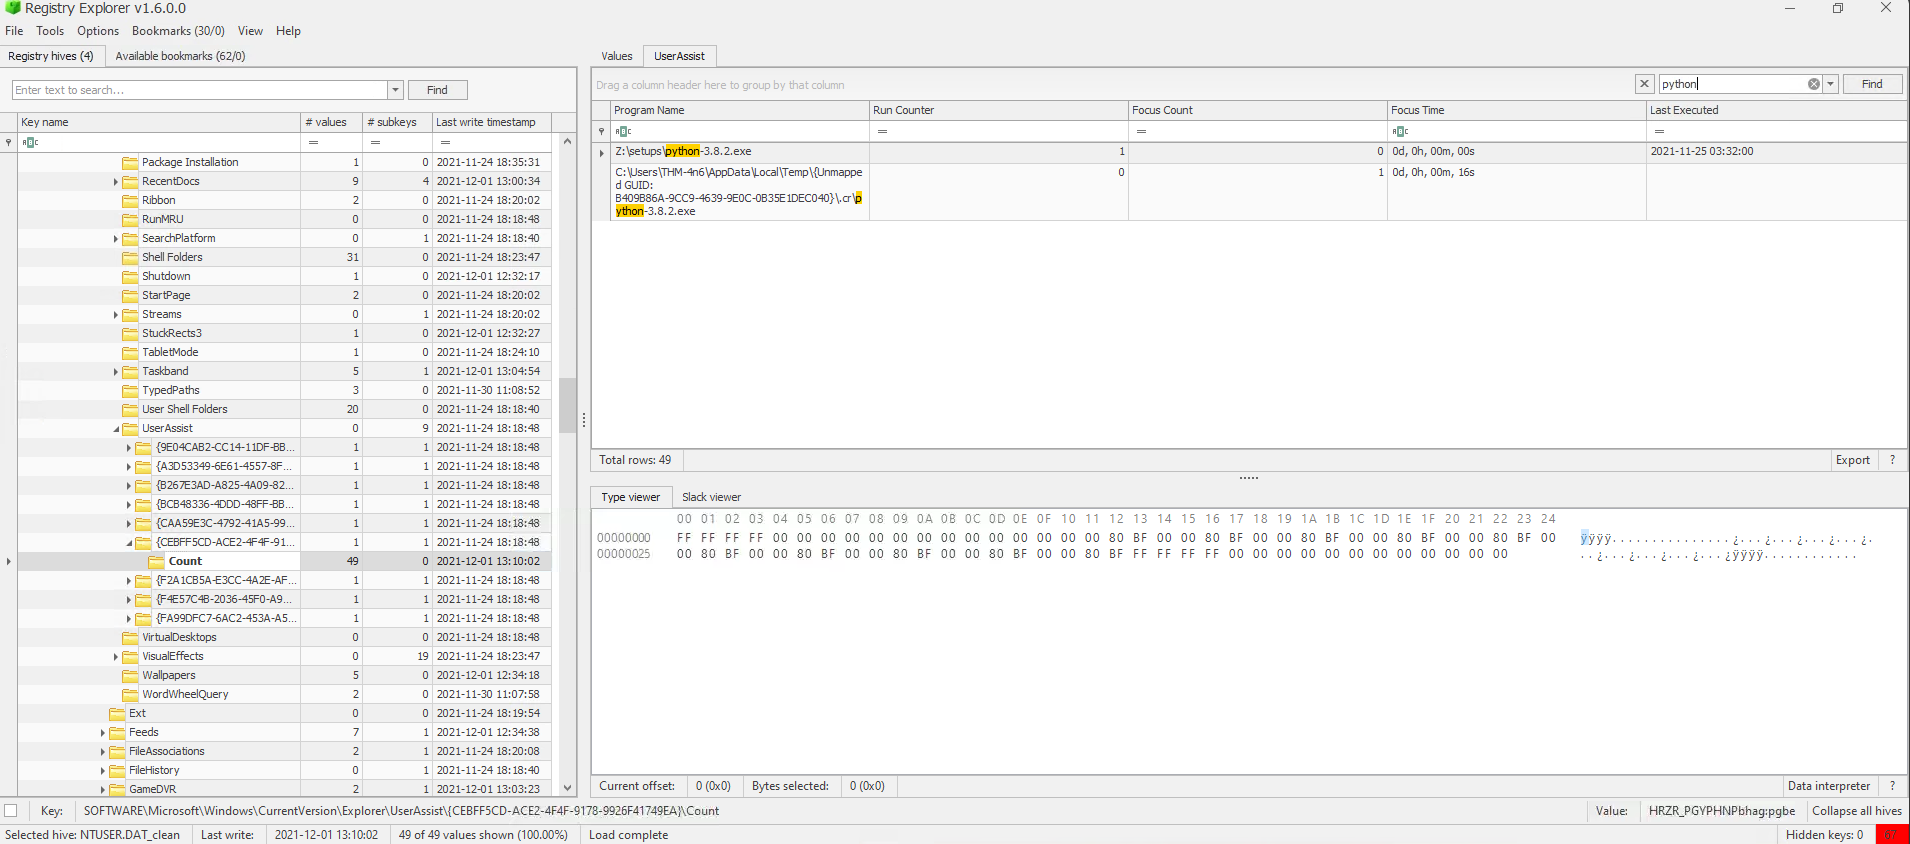 Registry Explorer v1.6.0.0
File Tools Options Bookmarks (30/0) View Help
Registry hives (4) Available bookmarks (62/0)
Enter text to search... Find
Key name # values # subkeys Last write timestamp
ABC = = =
Package Installation 1 0 2021-11-24 18:35:31
RecentDocs 9 4 2021-12-01 13:00:34
Ribbon 2 0 2021-11-24 18:20:02
RunMRU 0 0 2021-11-24 18:18:48
SearchPlatform 0 1 2021-11-24 18:18:40
Shell Folders 31 0 2021-11-24 18:23:47
Shutdown 1 0 2021-12-01 12:32:17
StartPage 2 0 2021-11-24 18:20:02
Streams 0 1 2021-11-24 18:20:02
StuckRects3 1 0 2021-12-01 12:32:27
TabletMode 1 0 2021-11-24 18:24:10
Taskband 5 1 2021-12-01 13:04:54
TypedPaths 3 0 2021-11-30 11:08:52
User Shell Folders 20 0 2021-11-24 18:18:40
UserAssist 0 9 2021-11-24 18:18:48
{9E04CAB2-CC14-11DF-BB... 1 1 2021-11-24 18:18:48
{A3D53349-6E61-4557-8F... 1 1 2021-11-24 18:18:48
{B267E3AD-A825-4A09-82... 1 1 2021-11-24 18:18:48
{BCB48336-4DDD-48FF-BB... 1 1 2021-11-24 18:18:48
{CAA59E3C-4792-41A5-99... 1 1 2021-11-24 18:18:48
{CEBFF5CD-ACE2-4F4F-91... 1 1 2021-11-24 18:18:48
Count 49 0 2021-12-01 13:10:02
{F2A1CB5A-E3CC-4A2E-AF... 1 1 2021-11-24 18:18:48
{F4E57C4B-2036-45F0-A9... 1 1 2021-11-24 18:18:48
{FA99DFC7-6AC2-453A-A5... 1 1 2021-11-24 18:18:48
VirtualDesktops 0 0 2021-11-24 18:18:48
VisualEffects 0 19 2021-11-24 18:23:47
Wallpapers 5 0 2021-12-01 12:34:18
WordWheelQuery 2 0 2021-11-30 11:07:58
Ext 0 0 2021-11-24 18:19:54
Feeds 7 1 2021-12-01 12:34:38
FileAssociations 2 1 2021-11-24 18:20:08
FileHistory 0 1 2021-11-24 18:18:40
GameDVR 2 1 2021-12-01 13:03:23
Values UserAssist
Drag a column header here to group by that column python Find
Program Name Run Counter Focus Count Focus Time Last Executed
ABC = = ABC =
Z:\setups\python-3.8.2.exe 1 0 0d, 0h, 00m, 00s 2021-11-25 03:32:00
C:\Users\THM-4n6\AppData\Local\Temp\{Unmapp 0 1 0d, 0h, 00m, 16s
ed GUID:
B409B86A-9CC9-4639-9E0C-0B35E1DEC040}\.cr\p
ython-3.8.2.exe
Total rows: 49 Export ?
Type viewer Slack viewer
00 01 02 03 04 05 06 07 08 09 0A 0B 0C 0D 0E 0F 10 11 12 13 14 15 16 17 18 19 1A 1B 1C 1D 1E 1F 20 21 22 23 24
00000000 FF FF FF FF 00 00 00 00 00 00 00 00 00 00 00 00 00 80 BF 00 00 80 BF 00 00 80 BF 00 00 80 BF 00 00 80 BF 00 ÿÿÿÿ...............¿...¿...¿...¿...¿.
00000025 00 80 BF 00 00 80 BF 00 00 80 BF 00 00 80 BF 00 00 80 BF FF FF FF FF 00 00 00 00 00 00 00 00 00 00 00 00 ..¿...¿...¿...¿...¿ÿÿÿÿ............
Current offset: 0 (0x0) Bytes selected: 0 (0x0) Data interpreter ?
Key: SOFTWARE\Microsoft\Windows\CurrentVersion\Explorer\UserAssist\{CEBFF5CD-ACE2-4F4F-9178-9926F41749EA}\Count Value: HRZR_PGYPHNPbhag:pgbe Collapse all hives
Selected hive: NTUSER.DAT_clean Last write: 2021-12-01 13:10:02 49 of 49 values shown (100.00%) Load complete Hidden keys: 0 67